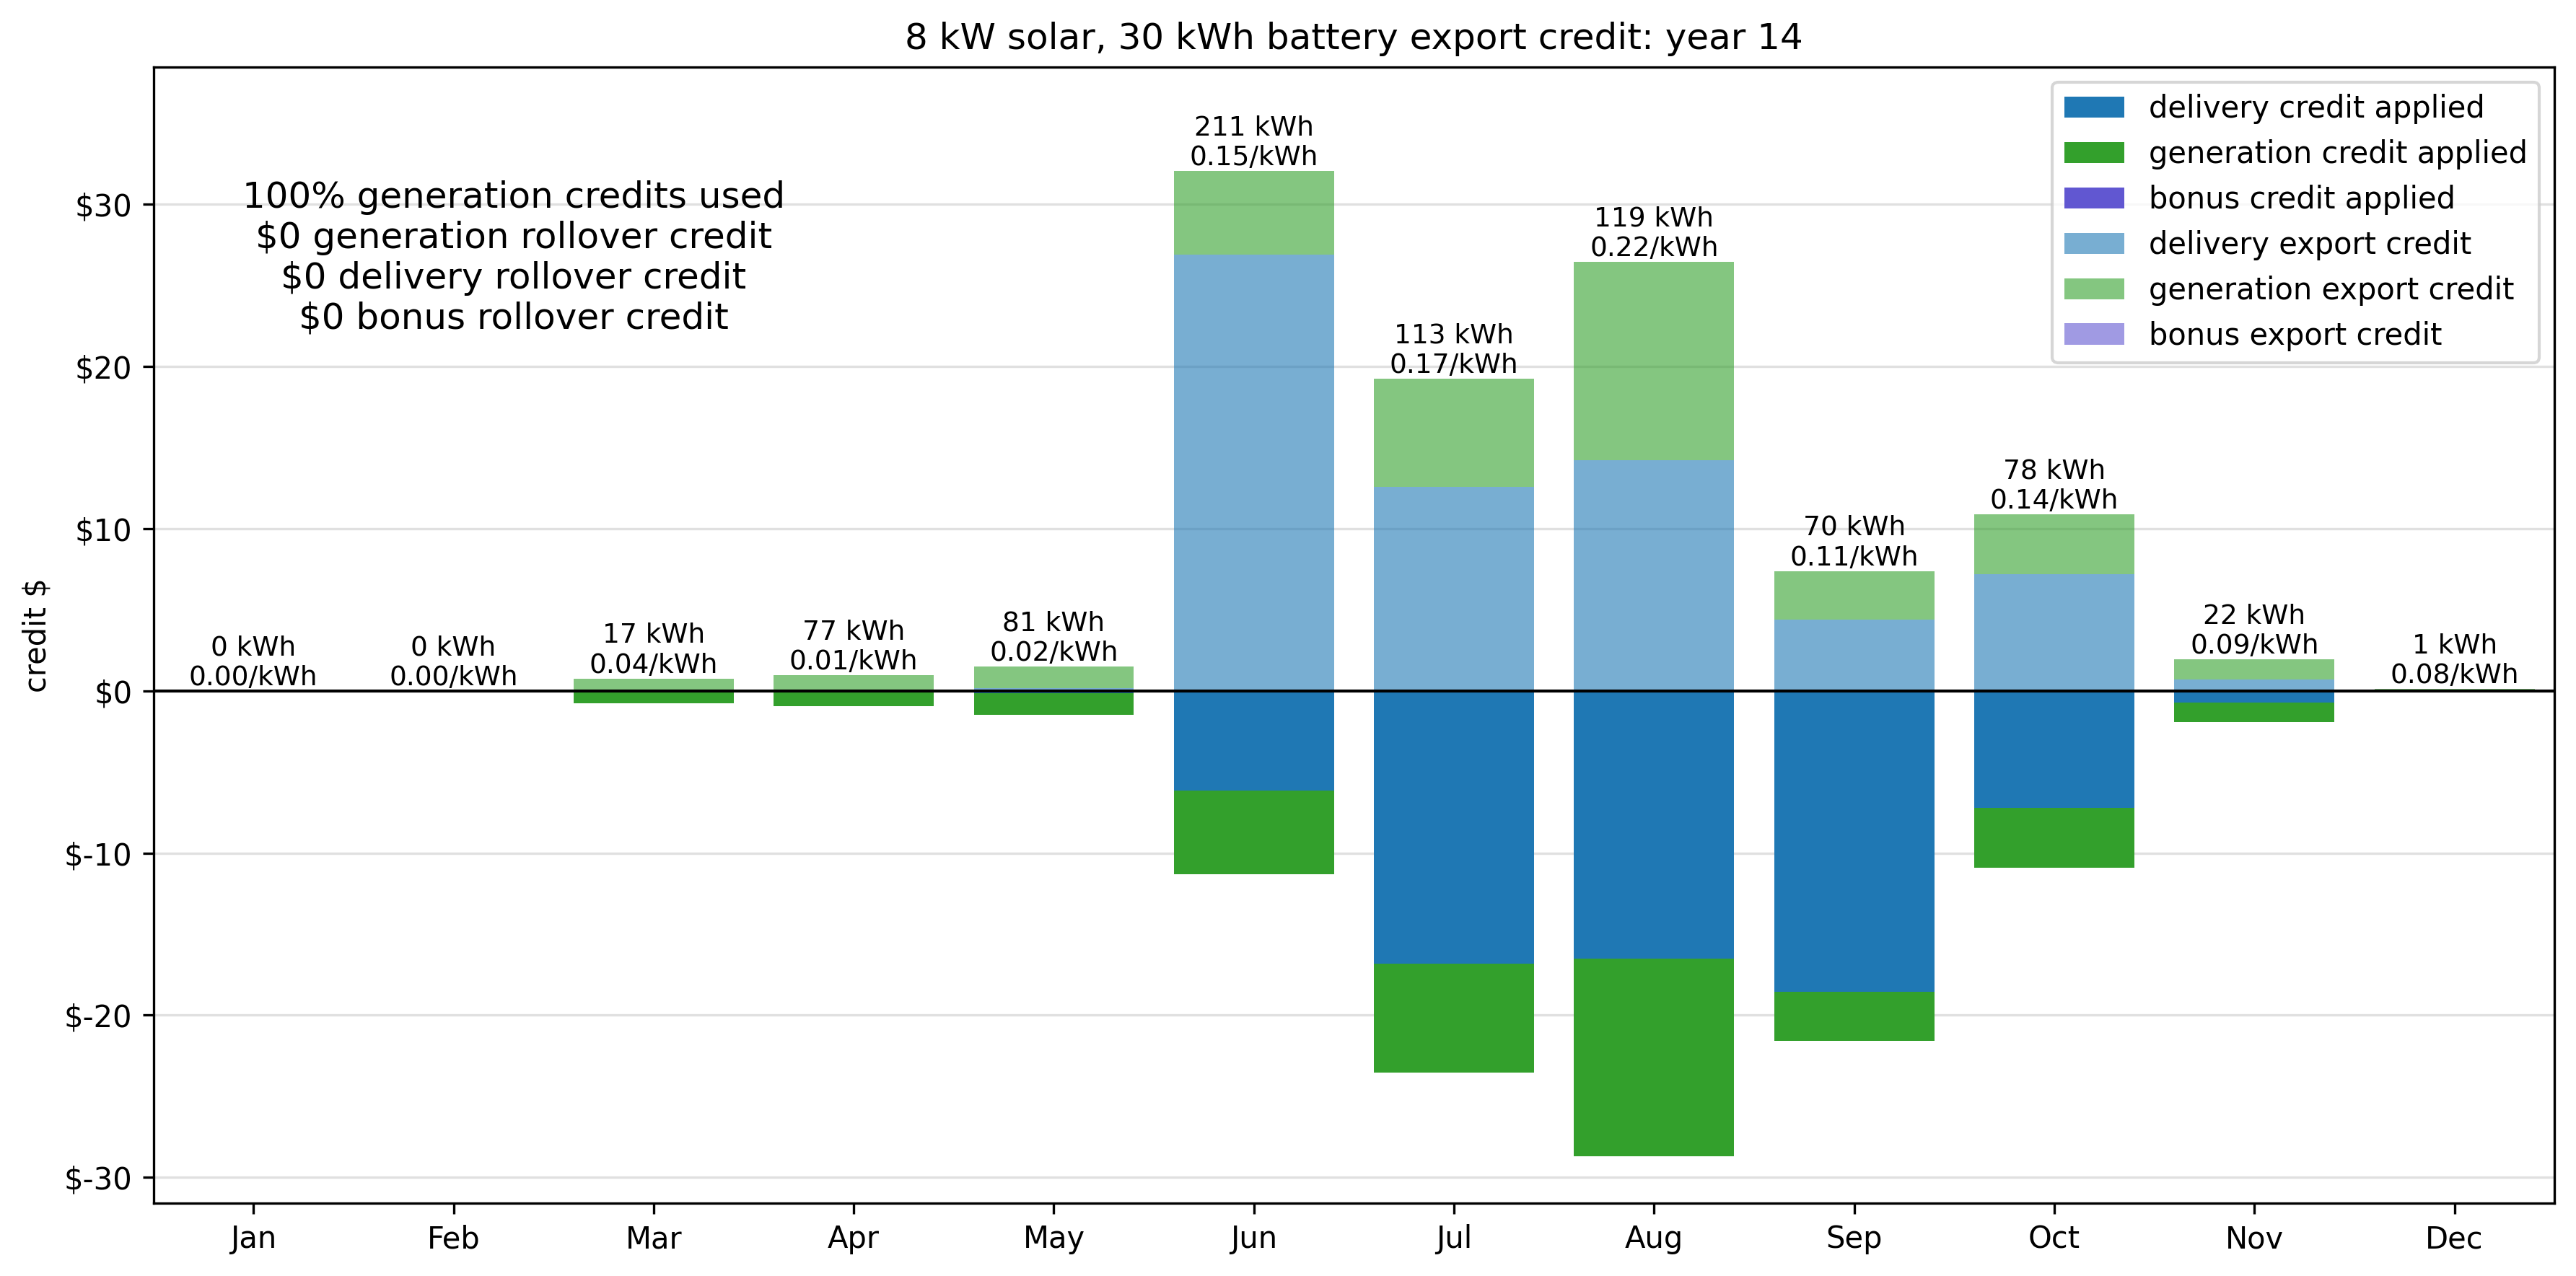 8 kW solar, 30 kWh battery export credit: year 14
credit $
$30
$20
$10
$0
$-10
$-20
$-30
100% generation credits used
$0 generation rollover credit
$0 delivery rollover credit
$0 bonus rollover credit
0 kWh
0.00/kWh
0 kWh
0.00/kWh
17 kWh
0.04/kWh
77 kWh
0.01/kWh
81 kWh
0.02/kWh
211 kWh
0.15/kWh
113 kWh
0.17/kWh
119 kWh
0.22/kWh
70 kWh
0.11/kWh
78 kWh
0.14/kWh
22 kWh
0.09/kWh
1 kWh
0.08/kWh
delivery credit applied
generation credit applied
bonus credit applied
delivery export credit
generation export credit
bonus export credit
Jan Feb Mar Apr May Jun Jul Aug Sep Oct Nov Dec